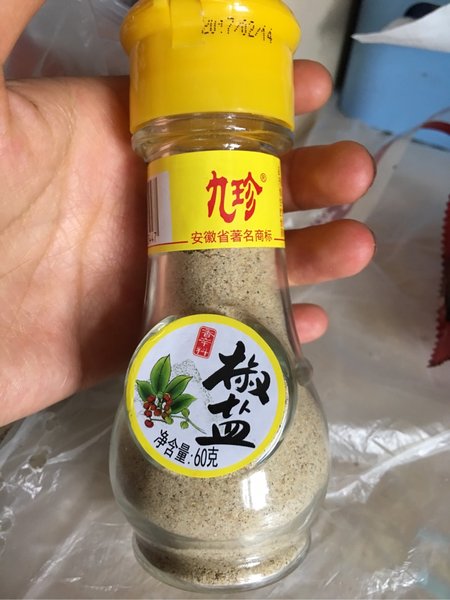 2017/02/14
九珍®
安徽省著名商标
香辛料
椒盐
净含量:60克